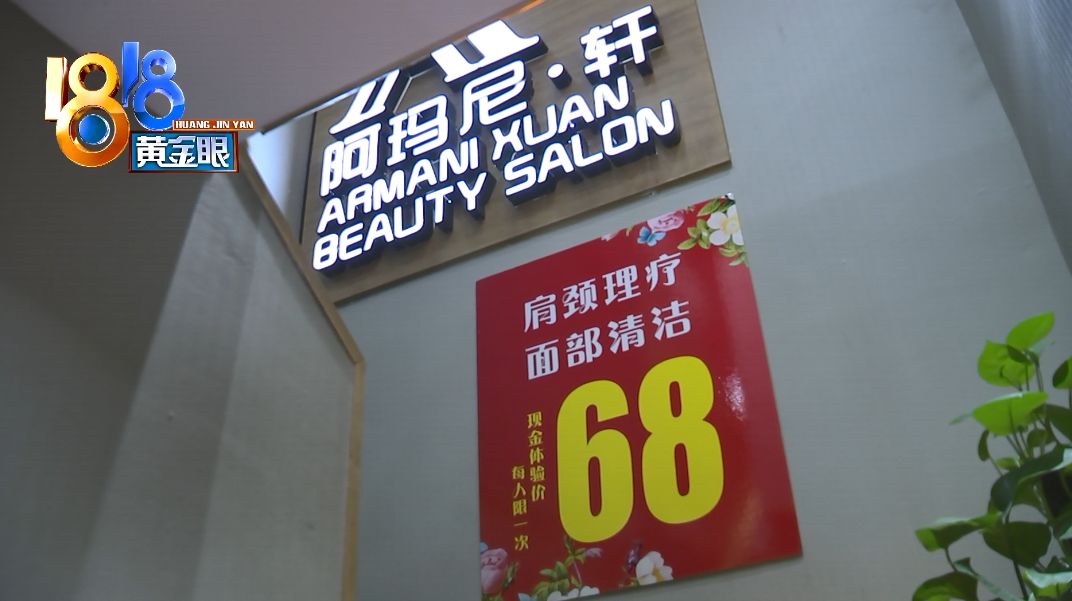 1818
HUANG JIN YAN
黄金眼
阿玛尼·轩
ARMANI XUAN
BEAUTY SALON
肩颈理疗
面部清洁
68
现金体验价
每人限一次